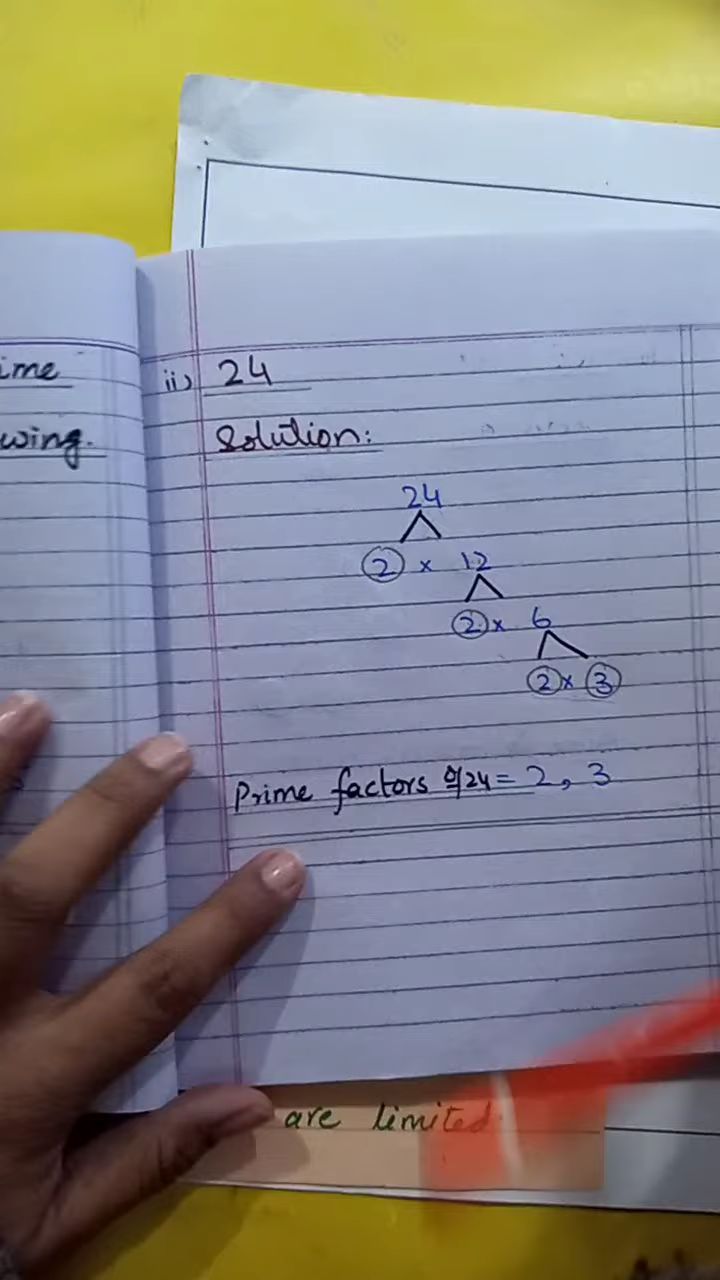 ime
wing.
ii) 24
Solution:
24
2 × 12
2 × 6
2 × 3
Prime factors of 24 = 2, 3
are limited